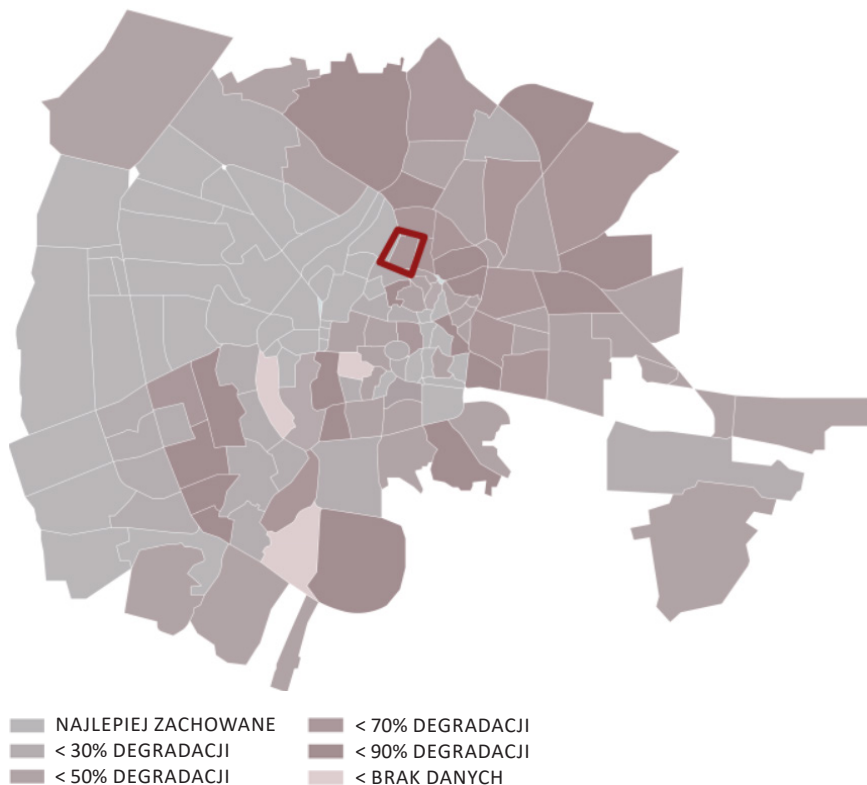 NAJLEPIEJ ZACHOWANE
< 30% DEGRADACJI
< 50% DEGRADACJI
< 70% DEGRADACJI
< 90% DEGRADACJI
< BRAK DANYCH